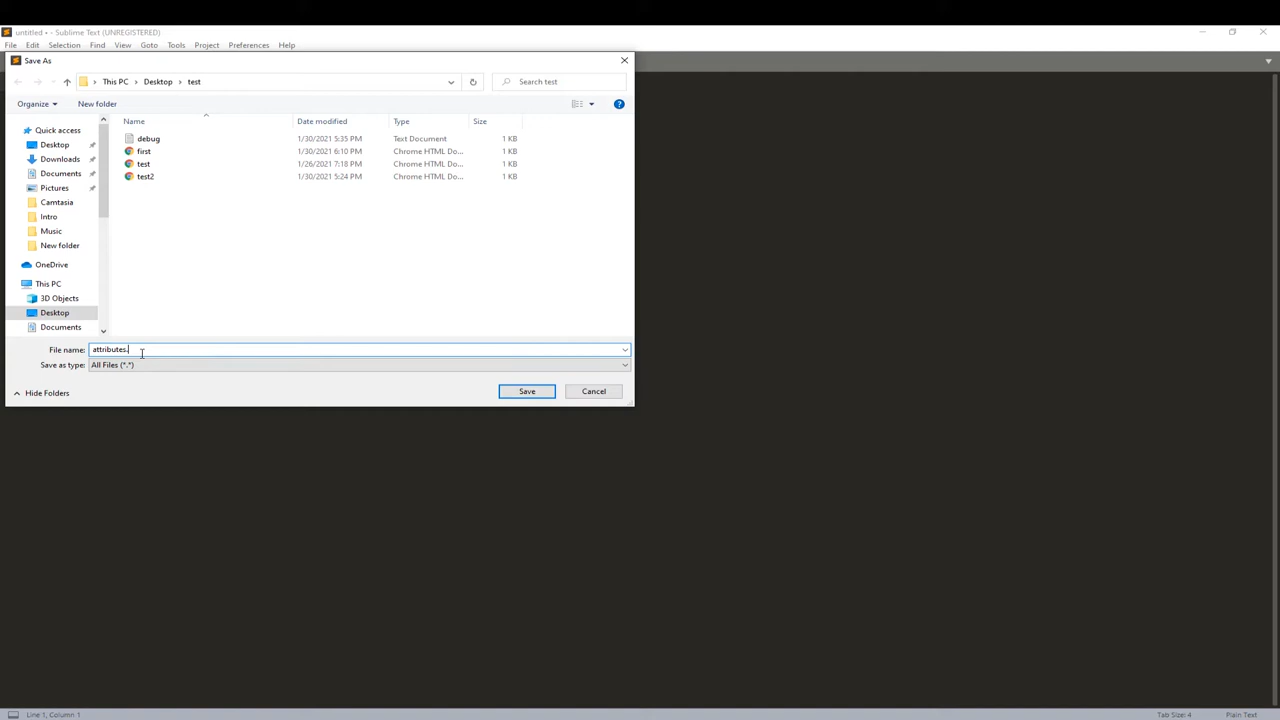 untitled • - Sublime Text (UNREGISTERED)
File Edit Selection Find View Goto Tools Project Preferences Help
Save As
This PC > Desktop > test
Search test
Organize New folder
Name Date modified Type Size
debug 1/30/2021 5:35 PM Text Document 1 KB
first 1/30/2021 6:10 PM Chrome HTML Do... 1 KB
test 1/26/2021 7:18 PM Chrome HTML Do... 1 KB
test2 1/30/2021 5:24 PM Chrome HTML Do... 1 KB
Quick access
Desktop
Downloads
Documents
Pictures
Camtasia
Intro
Music
New folder
OneDrive
This PC
3D Objects
Desktop
Documents
File name: attributes.
Save as type: All Files (*.*)
Hide Folders
Save Cancel
Line 1, Column 1
Tab Size: 4 Plain Text